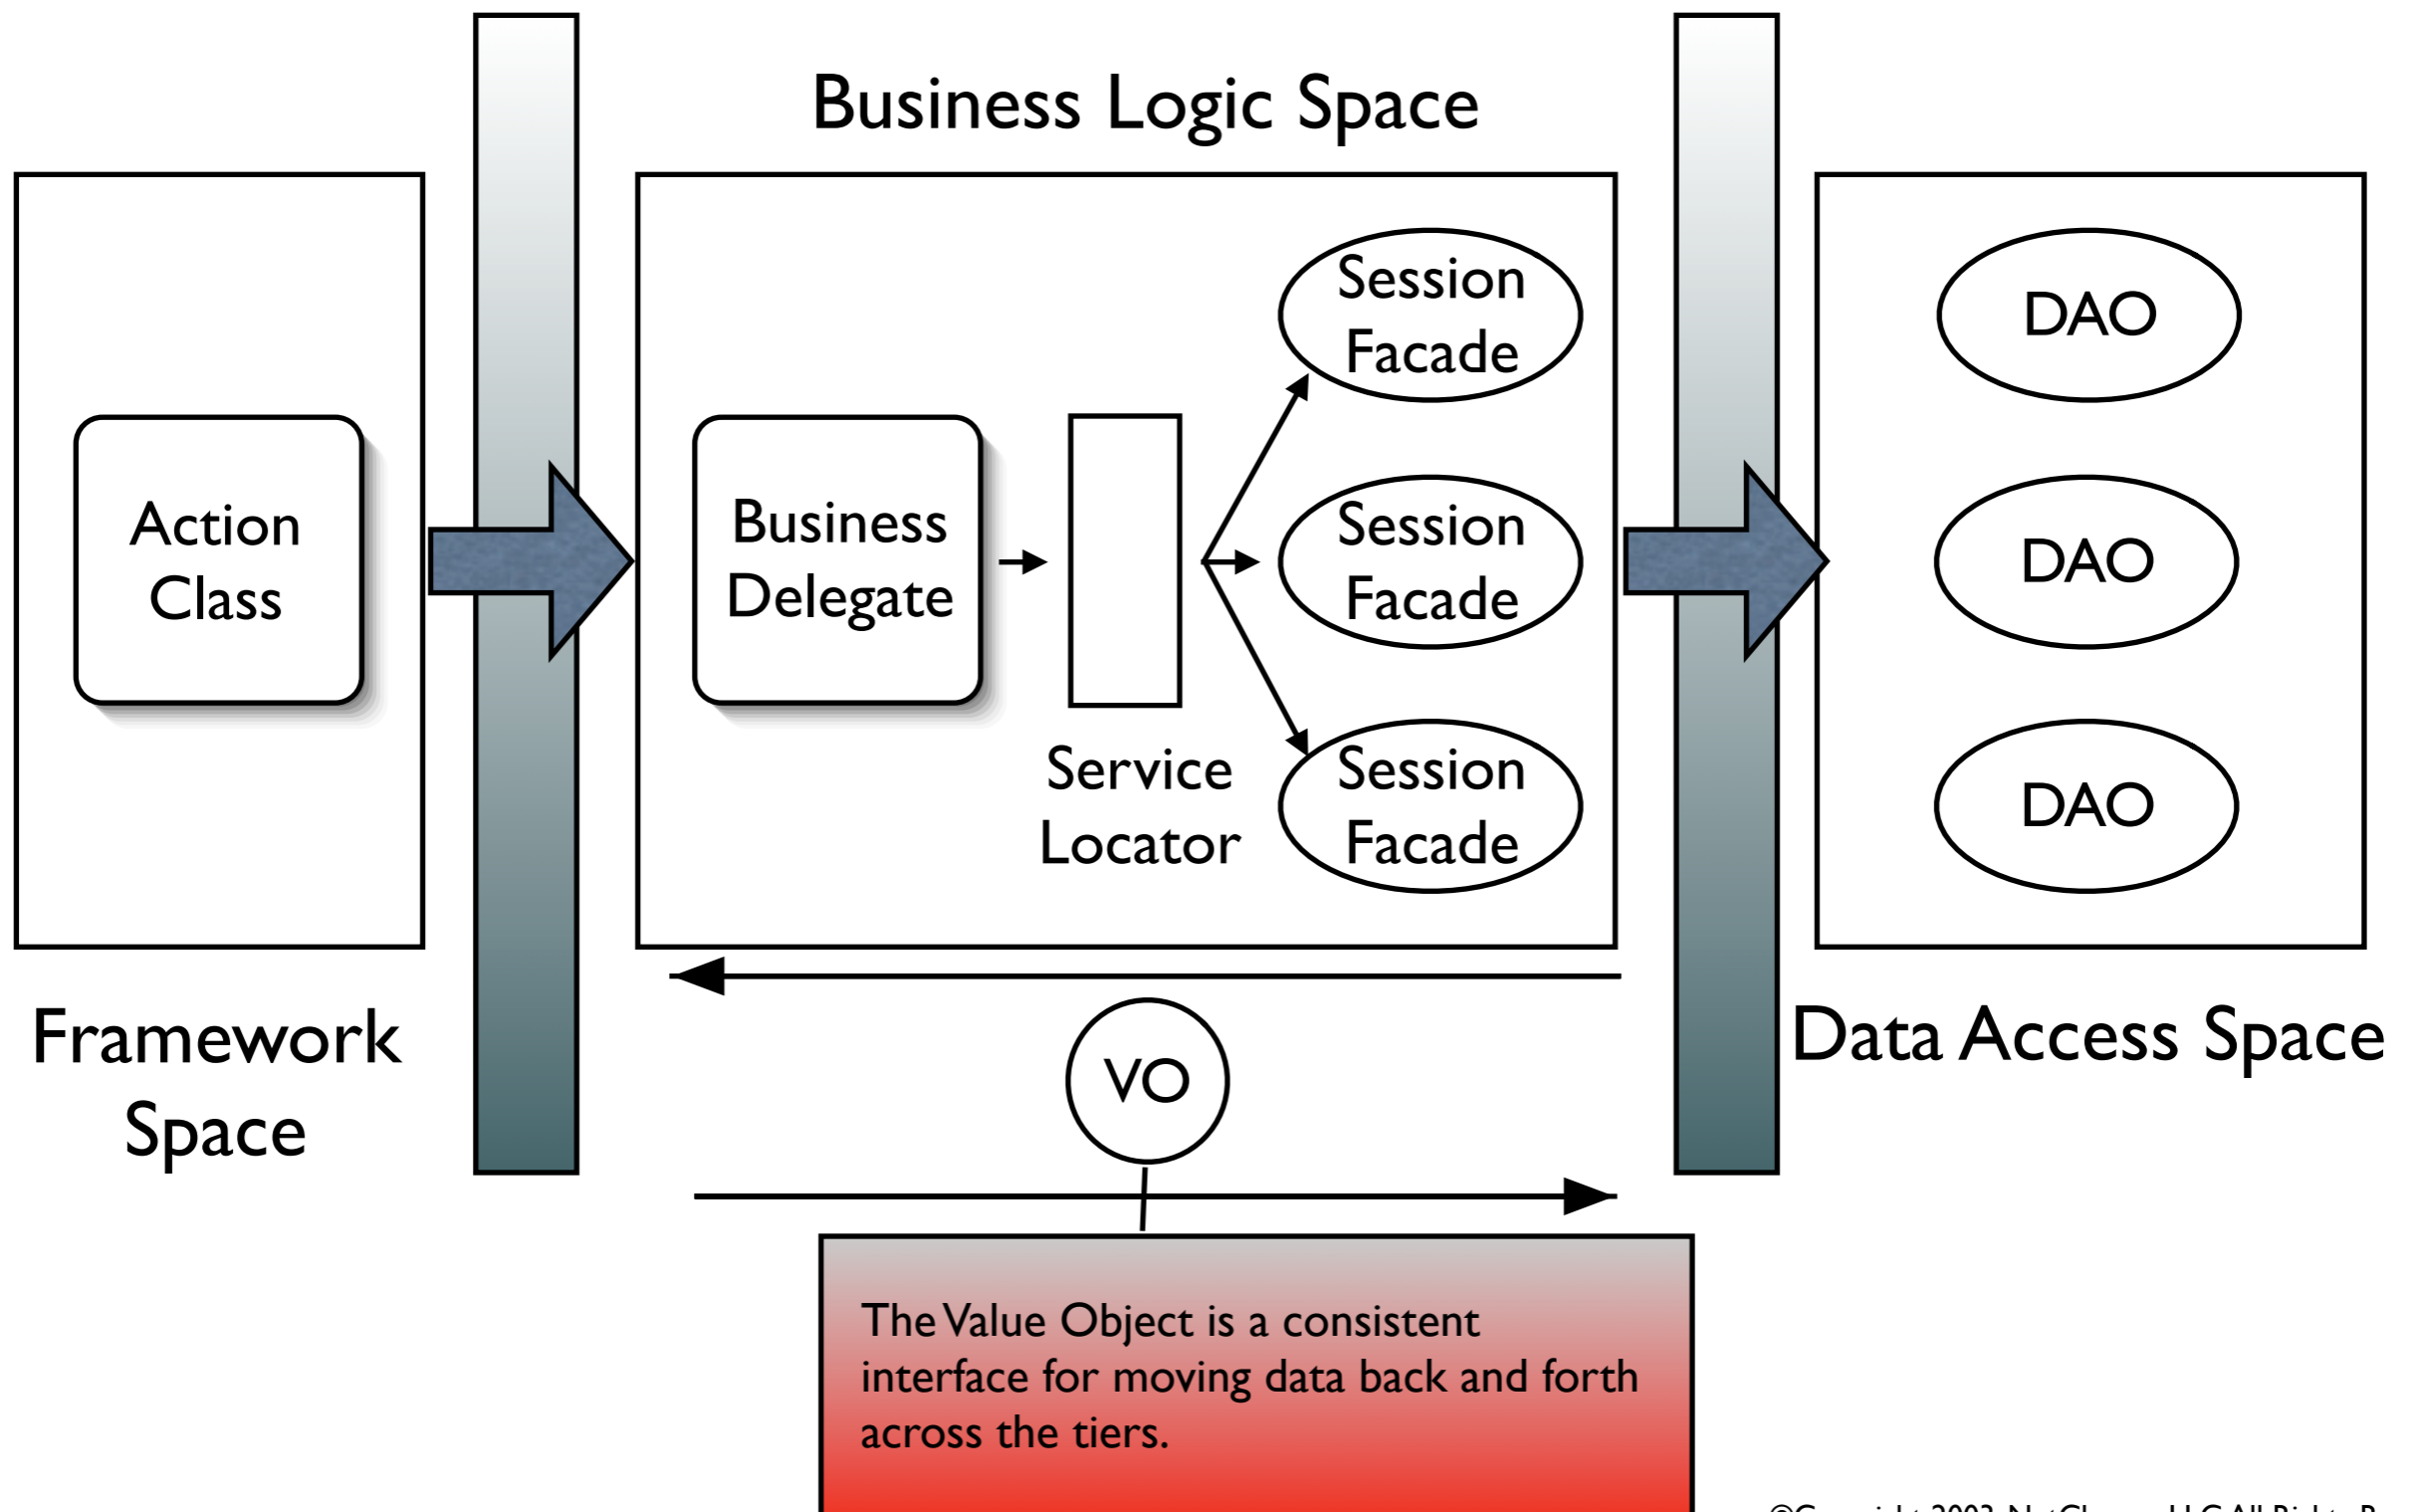 Business Logic Space
Action
Class
Business
Delegate
Service
Locator
Session
Facade
Session
Facade
Session
Facade
DAO
DAO
DAO
Framework
Space
Data Access Space
VO
The Value Object is a consistent
interface for moving data back and forth
across the tiers.